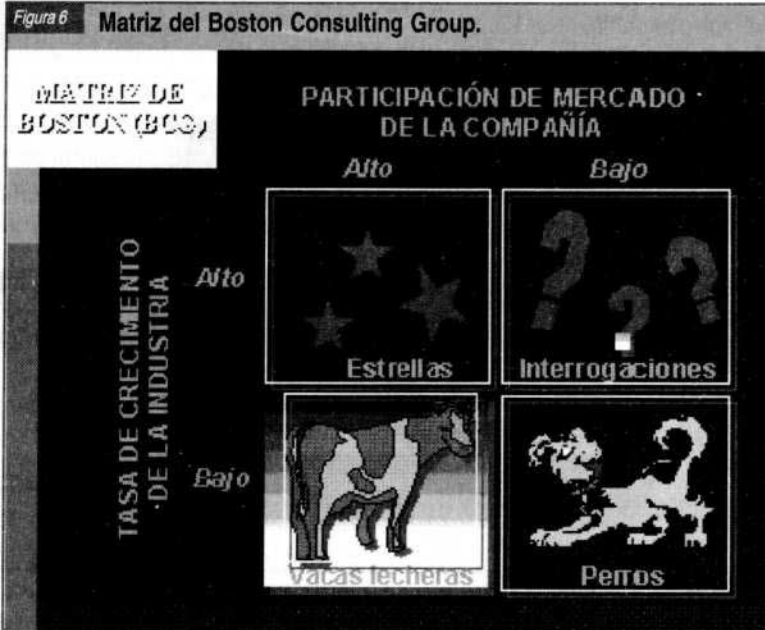 Figura 6
Matriz del Boston Consulting Group.
MATRIZ DE
BOSTON (BCG)
PARTICIPACIÓN DE MERCADO
DE LA COMPAÑÍA
Alto
Bajo
TASA DE CRECIMIENTO
DE LA INDUSTRIA
Alto
Estrellas
Interrogaciones
Bajo
Vacas lecheras
Perros